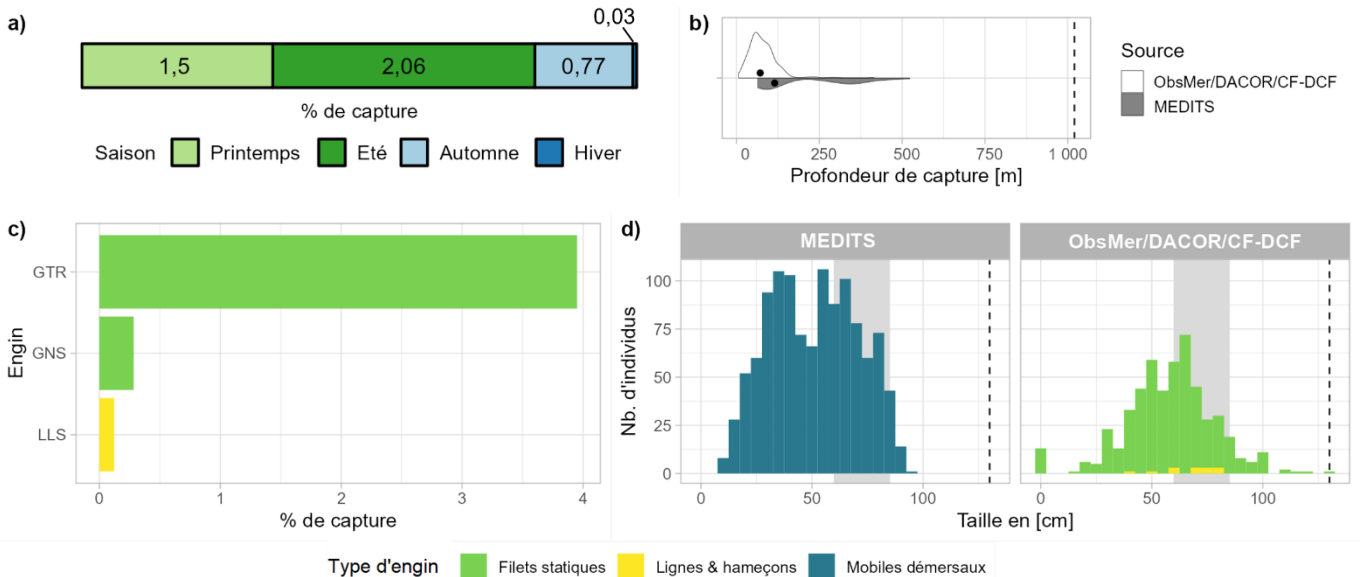 a)
0,03
1,5
2,06
0,77
% de capture
Saison
Printemps
Eté
Automne
Hiver
b)
0
250
500
750
1 000
Profondeur de capture [m]
Source
ObsMer/DACOR/CF-DCF
MEDITS
c)
GTR
GNS
LLS
Engin
0
1
2
3
4
% de capture
d)
MEDITS
ObsMer/DACOR/CF-DCF
Nb. d'individus
100
75
50
25
0
0
50
100
0
50
100
Taille en [cm]
Type d'engin
Filets statiques
Lignes & hameçons
Mobiles démersaux